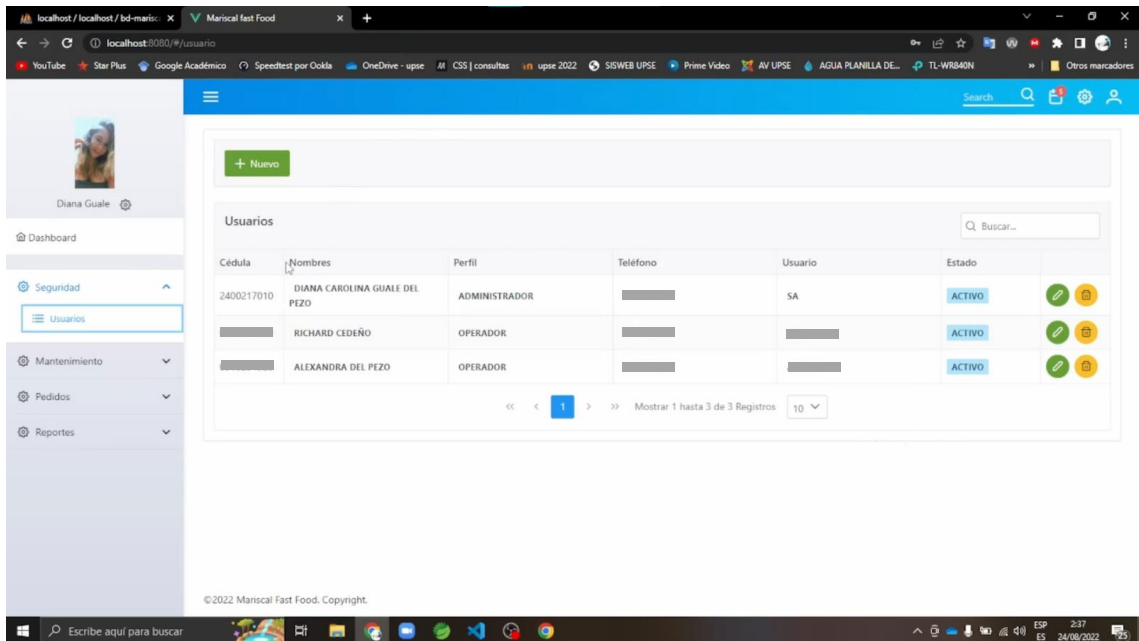 localhost / localhost / bd-marisc
Mariscal fast Food
localhost:8080/#/usuario
YouTube
Star Plus
Google Académico
Speedtest por Ookla
OneDrive - upse
CSS | consultas
upse 2022
SISWEB UPSE
Prime Video
AV UPSE
AGUA PLANILLA DE...
TL-WR840N
»
Otros marcadores
Search
5
Diana Guale
Dashboard
Seguridad
Usuarios
Mantenimiento
Pedidos
Reportes
+ Nuevo
Usuarios
Buscar...
Cédula Nombres Perfil Teléfono Usuario Estado
2400217010 DIANA CAROLINA GUALE DEL PEZO ADMINISTRADOR SA ACTIVO
RICHARD CEDEÑO OPERADOR ACTIVO
ALEXANDRA DEL PEZO OPERADOR ACTIVO
<< < 1 > >> Mostrar 1 hasta 3 de 3 Registros 10
©2022 Mariscal Fast Food. Copyright.
Escribe aquí para buscar
ESP
ES
2:37
24/08/2022